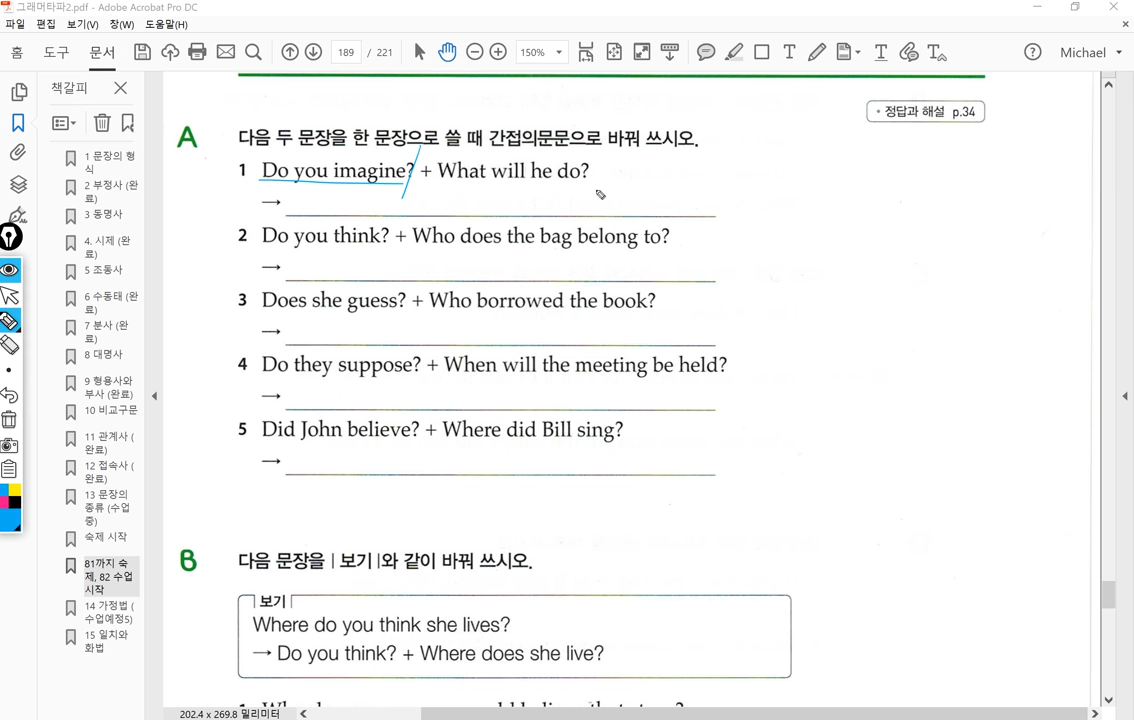 그래머타파2.pdf - Adobe Acrobat Pro DC
파일 편집 보기(V) 창(W) 도움말(H)
홈 도구 문서 189 / 221 150% Michael
책갈피
1 문장의 형
식
2 부정사 (완
료)
3 동명사
4. 시제 (완
료)
5 조동사
6 수동태 (완
료)
7 분사 (완
료)
8 대명사
9 형용사와
부사 (완료)
10 비교구문
11 관계사 (
완료)
12 접속사 (
완료)
13 문장의
종류 (수업
중)
숙제 시작
81까지 숙
제, 82 수업
시작
14 가정법 (
수업예정5)
15 일치와
화법
• 정답과 해설 p.34
A 다음 두 문장을 한 문장으로 쓸 때 간접의문문으로 바꿔 쓰시오.
1 Do you imagine? + What will he do?
→
2 Do you think? + Who does the bag belong to?
→
3 Does she guess? + Who borrowed the book?
→
4 Do they suppose? + When will the meeting be held?
→
5 Did John believe? + Where did Bill sing?
→
B 다음 문장을 | 보기 |와 같이 바꿔 쓰시오.
보기
Where do you think she lives?
→ Do you think? + Where does she live?
202.4 x 269.8 밀리미터